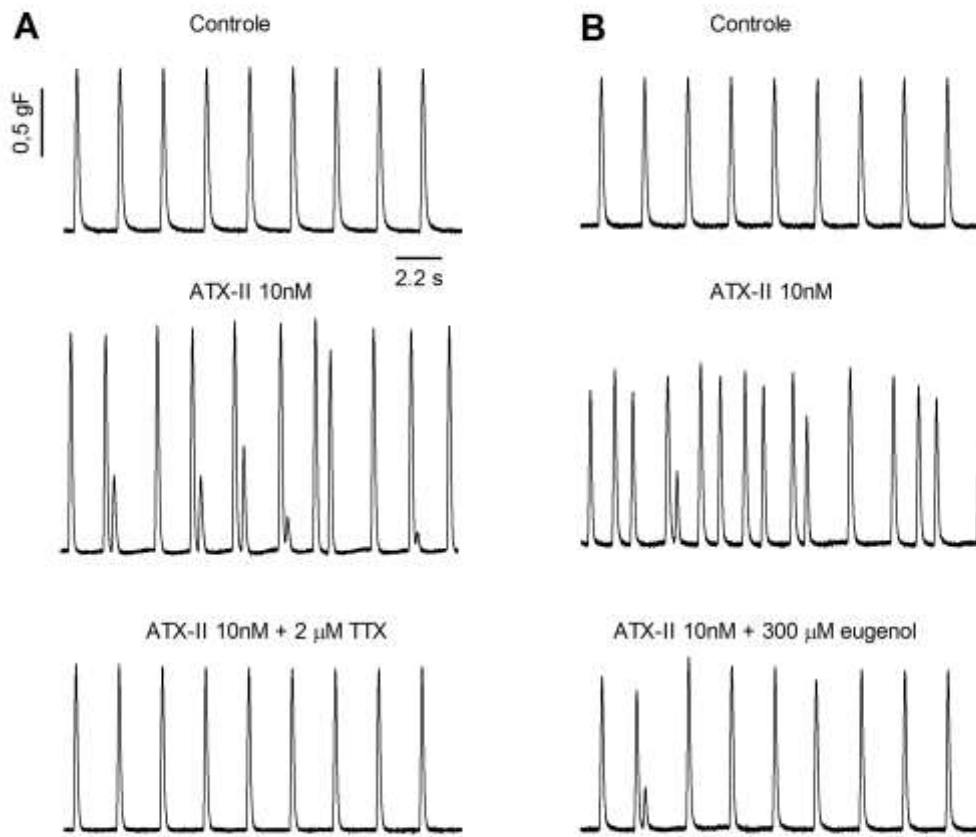 A
Controle
0,5 gF
2.2 s
ATX-II 10nM
ATX-II 10nM + 2 μM TTX
B
Controle
ATX-II 10nM
ATX-II 10nM + 300 μM eugenol